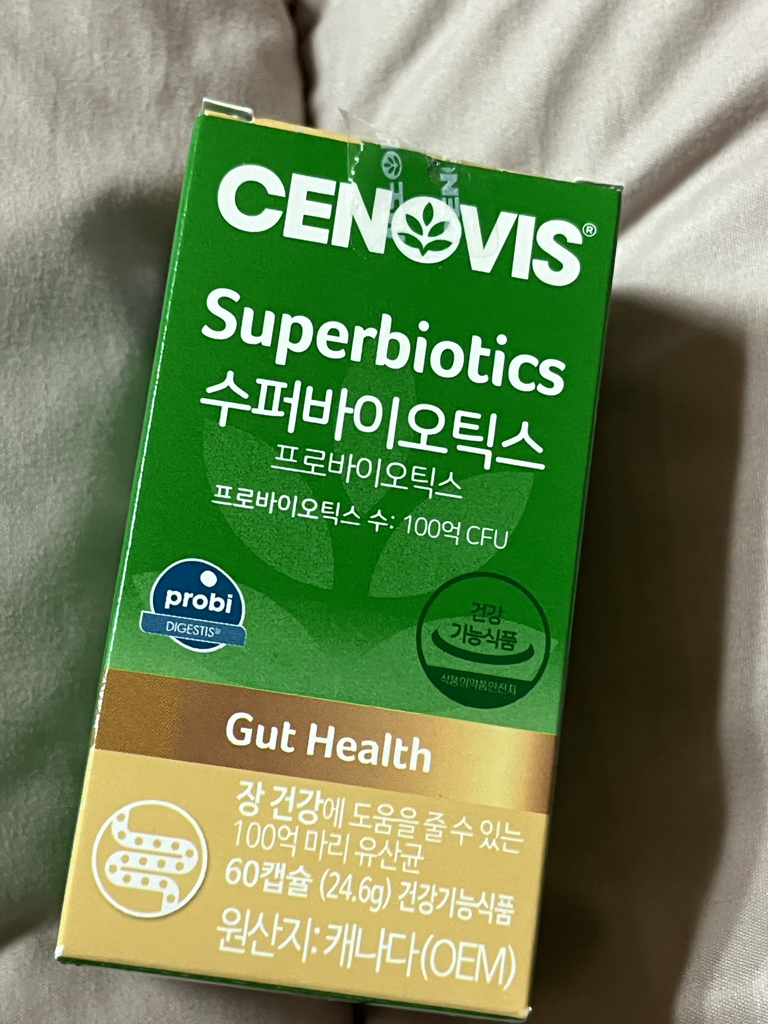 CENOVIS®
Superbiotics
수퍼바이오틱스
프로바이오틱스
프로바이오틱스 수: 100억 CFU
probi
DIGESTIS®
건강
기능식품
식품의약품안전처
Gut Health
장 건강에 도움을 줄 수 있는
100억 마리 유산균
60캡슐 (24.6g) 건강기능식품
원산지: 캐나다(OEM)